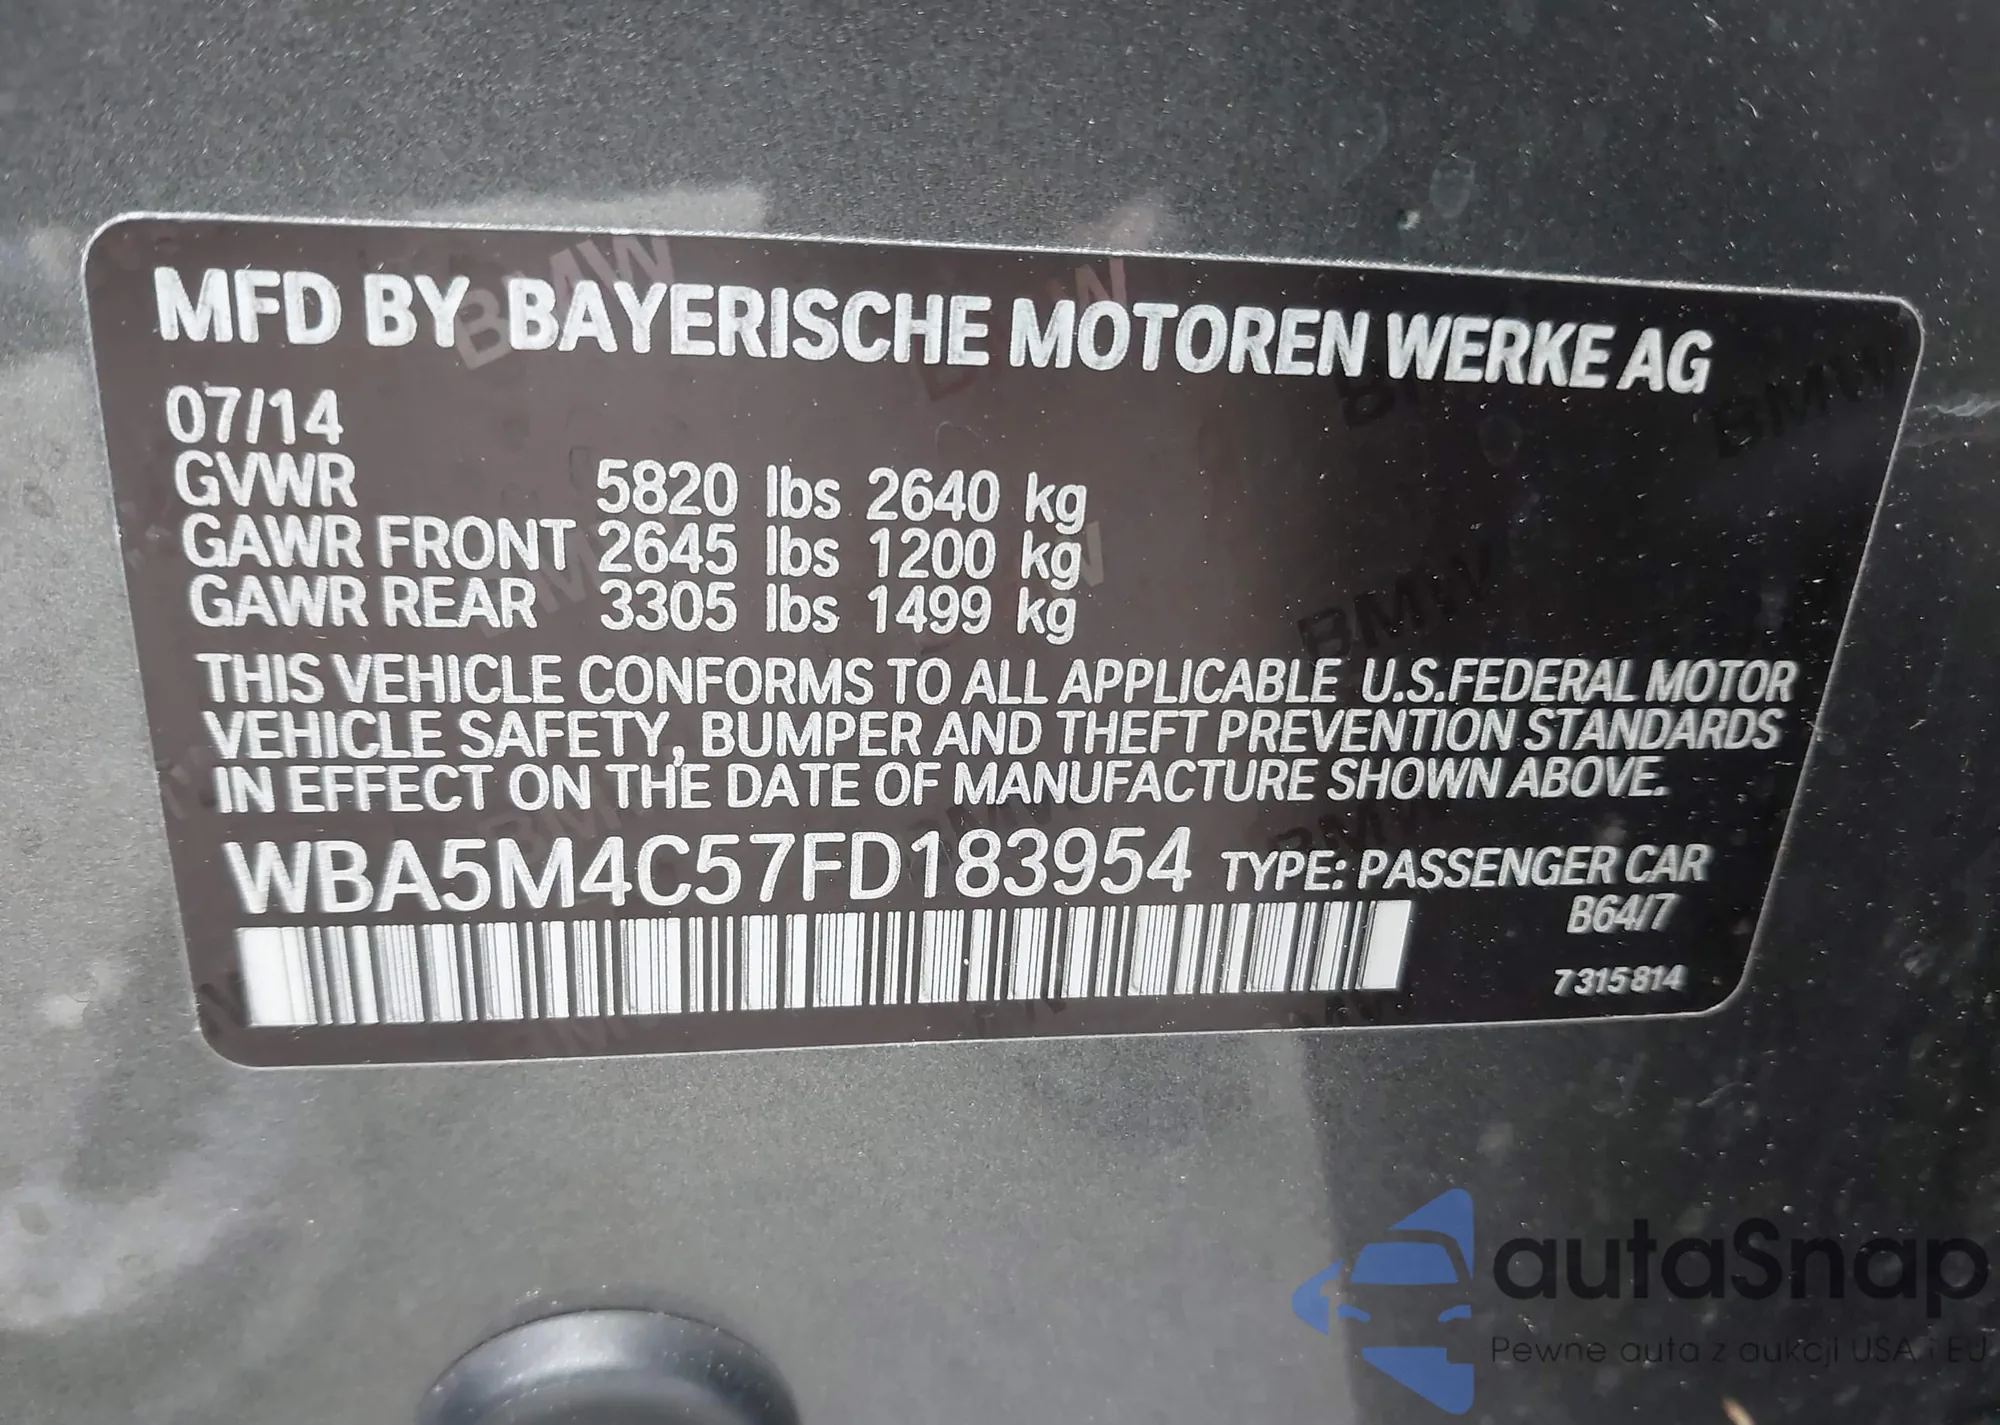 MFD BY BAYERISCHE MOTOREN WERKE AG
07/14
GVWR 5820 lbs 2640 kg
GAWR FRONT 2645 lbs 1200 kg
GAWR REAR 3305 lbs 1499 kg
THIS VEHICLE CONFORMS TO ALL APPLICABLE U.S.FEDERAL MOTOR
VEHICLE SAFETY, BUMPER AND THEFT PREVENTION STANDARDS
IN EFFECT ON THE DATE OF MANUFACTURE SHOWN ABOVE.
WBA5M4C57FD183954 TYPE: PASSENGER CAR
B64/7
7315814
autaSnap
Pewne auta z aukcji USA i EU